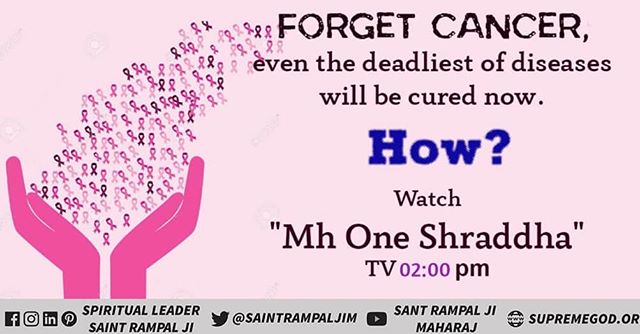 FORGET CANCER,
even the deadliest of diseases
will be cured now.
How?
Watch
"Mh One Shraddha"
TV 02:00 pm
SPIRITUAL LEADER
SAINT RAMPAL JI
@SAINTRAMPALJIM
SANT RAMPAL JI
MAHARAJ
SUPREMEGOD.OR